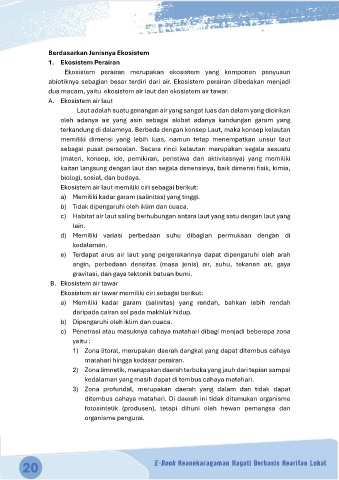 Berdasarkan Jenisnya Ekosistem
1. Ekosistem Perairan
Ekosistem perairan merupakan ekosistem yang komponen penyusun
abiotiknya sebagian besar terdiri dari air. Ekosistem perairan dibedakan menjadi
dua macam, yaitu ekosistem air laut dan ekosistem air tawar.
A. Ekosistem air laut
Laut adalah suatu genangan air yang sangat luas dan dalam yang dicirikan
oleh adanya air yang asin sebagai akibat adanya kandungan garam yang
terkandung di dalamnya. Berbeda dengan konsep Laut, maka konsep kelautan
memiliki dimensi yang lebih luas, namun tetap menempatkan unsur laut
sebagai pusat persoalan. Secara rinci kelautan merupakan segala sesuatu
(materi, konsep, ide, pemikiran, peristiwa dan aktivitasnya) yang memiliki
kaitan langsung dengan laut dan segala dimensinya, baik dimensi fisik, kimia,
biologi, sosial, dan budaya.
Ekosistem air laut memiliki ciri sebagai berikut:
a) Memiliki kadar garam (salinitas) yang tinggi.
b) Tidak dipengaruhi oleh iklim dan cuaca.
c) Habitat air laut saling berhubungan antara laut yang satu dengan laut yang
lain.
d) Memiliki variasi perbedaan suhu dibagian permukaan dengan di
kedalaman.
e) Terdapat arus air laut yang pergerakannya dapat dipengaruhi oleh arah
angin, perbedaan densitas (masa jenis) air, suhu, tekanan air, gaya
gravitasi, dan gaya tektonik batuan bumi.
B. Ekosistem air tawar
Ekosistem air tawar memiliki ciri sebagai berikut:
a) Memiliki kadar garam (salinitas) yang rendah, bahkan lebih rendah
daripada cairan sel pada makhluk hidup.
b) Dipengaruhi oleh iklim dan cuaca.
c) Penetrasi atau masuknya cahaya matahari dibagi menjadi beberapa zona
yaitu :
1) Zona litoral, merupakan daerah dangkal yang dapat ditembus cahaya
matahari hingga kedasar perairan.
2) Zona limnetik, merupakan daerah terbuka yang jauh dari tepian sampai
kedalaman yang masih dapat di tembus cahaya matahari.
3) Zona profundal, merupakan daerah yang dalam dan tidak dapat
ditembus cahaya matahari. Di daerah ini tidak ditemukan organisme
fotosintetik (produsen), tetapi dihuni oleh hewan pemangsa dan
organisme pengurai.
20
E-Book Keanekaragaman Hayati Berbasis Kearifan Lokal